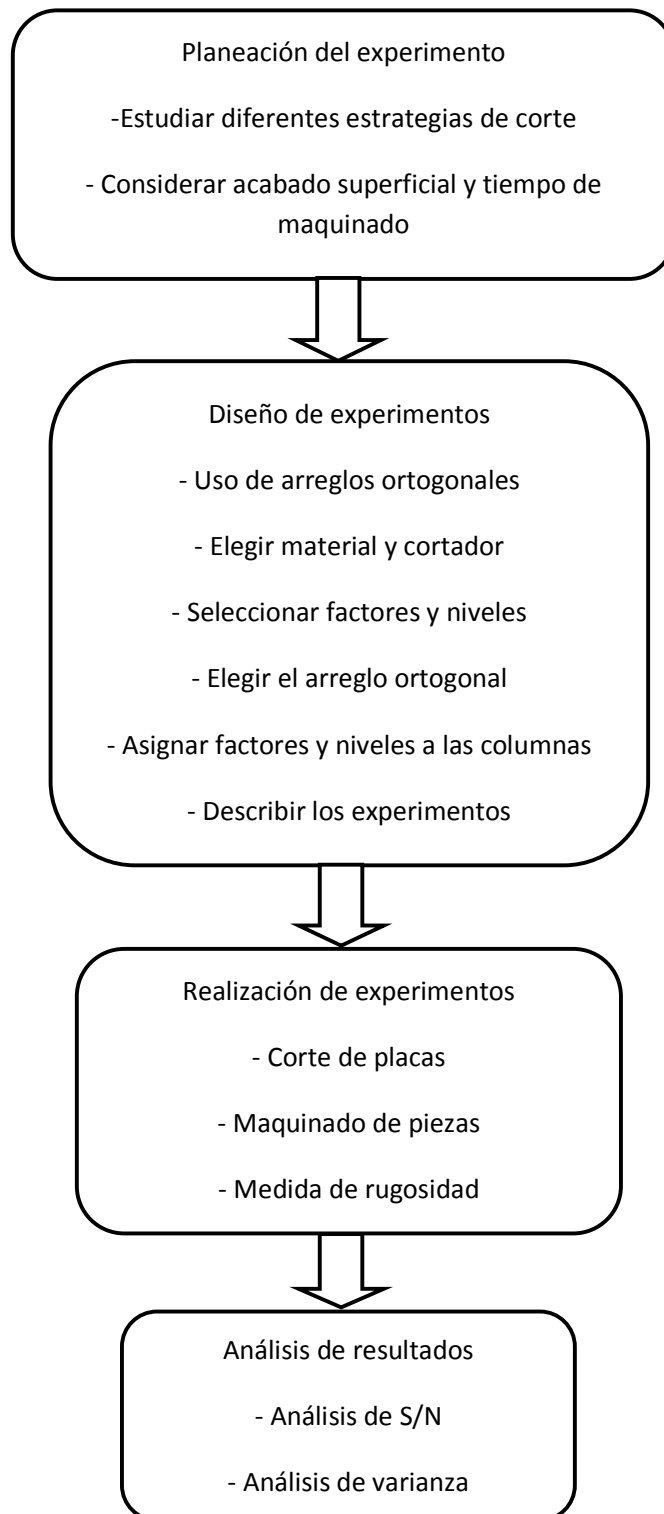 Planeación del experimento
-Estudiar diferentes estrategias de corte
- Considerar acabado superficial y tiempo de
maquinado
Diseño de experimentos
- Uso de arreglos ortogonales
- Elegir material y cortador
- Seleccionar factores y niveles
- Elegir el arreglo ortogonal
- Asignar factores y niveles a las columnas
- Describir los experimentos
Realización de experimentos
- Corte de placas
- Maquinado de piezas
- Medida de rugosidad
Análisis de resultados
- Análisis de S/N
- Análisis de varianza